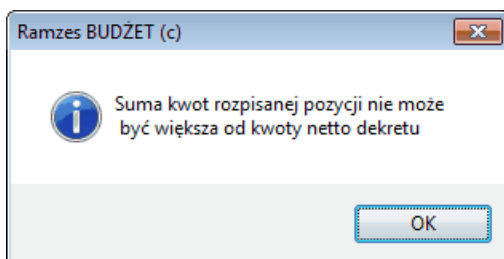 Ramzes BUDŻET (c)
Suma kwot rozpisanej pozycji nie może
być większa od kwoty netto dekretu
OK